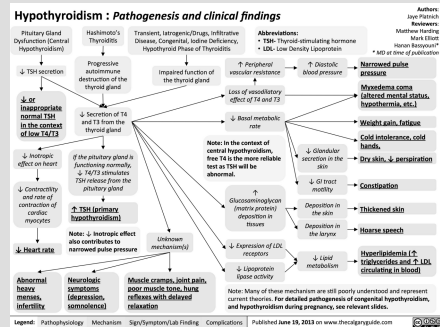 Hypothyroidism : Pathogenesis and clinical findings
Authors:
Jaye Platnich
Reviewers:
Matthew Harding
Mark Elliott
Hanan Bassyouni*
* MD at time of publication
Pituitary Gland
Dysfunction (Central
Hypothyroidism)
Hashimoto's
Thyroiditis
Transient, Iatrogenic/Drugs, Infiltrative
Disease, Congenital, Iodine Deficiency,
Hypothyroid Phase of Thyroiditis
Abbreviations:
• TSH- Thyroid-stimulating hormone
• LDL- Low Density Lipoprotein
↓ TSH secretion
Progressive
autoimmune
destruction of the
thyroid gland
Impaired function of
the thyroid gland
↑ Peripheral
vascular resistance
↑ Diastolic
blood pressure
Narrowed pulse
pressure
↓ or
inappropriate
normal TSH
in the context
of low T4/T3
↓ Secretion of T4
and T3 from the
thyroid gland
Loss of vasodilatory
effect of T4 and T3
Myxedema coma
(altered mental status,
hypothermia, etc.)
↓ Basal metabolic
rate
Weight gain, fatigue
Cold intolerance, cold
hands,
Note: In the context of
central hypothyroidism,
free T4 is the more reliable
test as TSH will be
abnormal.
↓ Glandular
secretion in the
skin
Dry skin, ↓ perspiration
↓ GI tract
motility
Constipation
↓ Inotropic
effect on heart
If the pituitary gland is
functioning normally,
↓ T4/T3 stimulates
TSH release from the
pituitary gland
↓ Contractility
and rate of
contraction of
cardiac
myocytes
↑ TSH (primary
hypothyroidism)
↑
Glucosaminoglycan
(matrix protein)
deposition in
tissues
Deposition in
the skin
Thickened skin
Deposition in
the larynx
Hoarse speech
↓ Heart rate
Note: ↓ Inotropic effect
also contributes to
narrowed pulse pressure
Unknown
mechanism(s)
↓ Expression of LDL
receptors
↓ Lipoprotein
lipase activity
↓ Lipid
metabolism
Hyperlipidemia (↑
triglycerides and ↑ LDL
circulating in blood)
Abnormal
heavy
menses,
infertility
Neurologic
symptoms
(depression,
somnolence)
Muscle cramps, joint pain,
poor muscle tone, hung
reflexes with delayed
relaxation
Note: Many of these mechanism are still poorly understood and represent
current theories. For detailed pathogenesis of congenital hypothyroidism,
and hypothyroidism during pregnancy, see relevant slides.
Legend: Pathophysiology Mechanism Sign/Symptom/Lab Finding Complications Published June 19, 2013 on www.thecalgaryguide.com